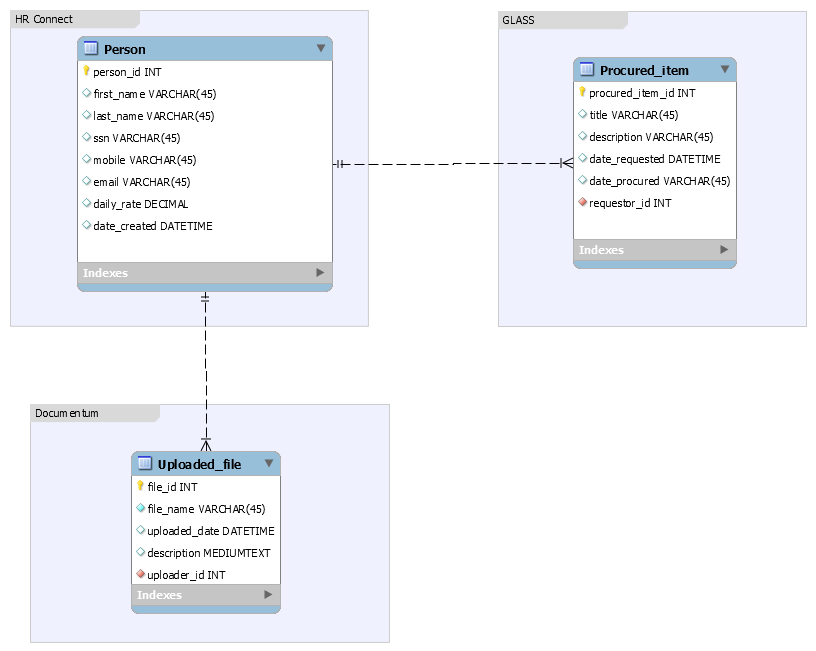 HR Connect
Person
person_id INT
first_name VARCHAR(45)
last_name VARCHAR(45)
ssn VARCHAR(45)
mobile VARCHAR(45)
email VARCHAR(45)
daily_rate DECIMAL
date_created DATETIME
Indexes
GLASS
Procured_item
procured_item_id INT
title VARCHAR(45)
description VARCHAR(45)
date_requested DATETIME
date_procured VARCHAR(45)
requestor_id INT
Indexes
Documentum
Uploaded_file
file_id INT
file_name VARCHAR(45)
uploaded_date DATETIME
description MEDIUMTEXT
uploader_id INT
Indexes